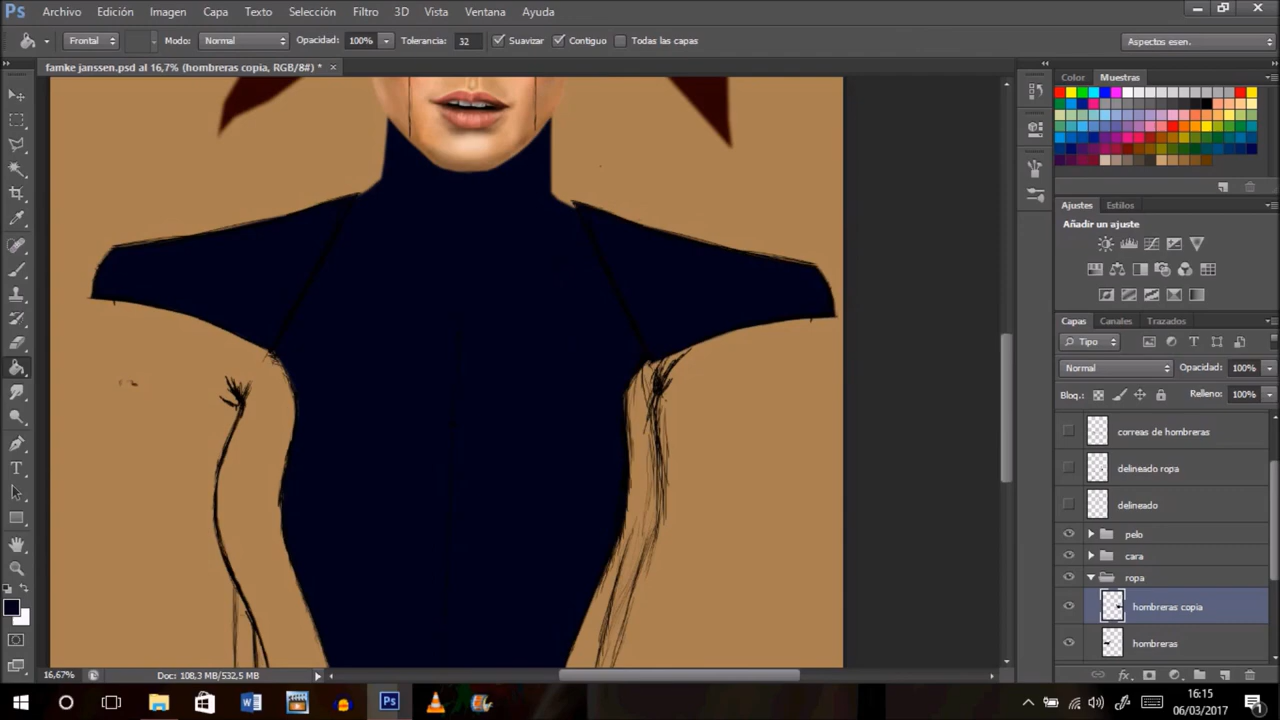 Ps Archivo Edición Imagen Capa Texto Selección Filtro 3D Vista Ventana Ayuda
Frontal Modo: Normal Opacidad: 100% Tolerancia: 32 Suavizar Contiguo Todas las capas Aspectos esen.
famke janssen.psd al 16,7% (hombreras copia, RGB/8#) * ×
Color Muestras
Ajustes Estilos
Añadir un ajuste
Capas Canales Trazados
Tipo
Normal Opacidad: 100%
Bloq.: Relleno: 100%
correas de hombreras
delineado ropa
delineado
pelo
cara
ropa
hombreras copia
hombreras
16,67% Doc: 108,3 MB/532,5 MB
16:15
06/03/2017